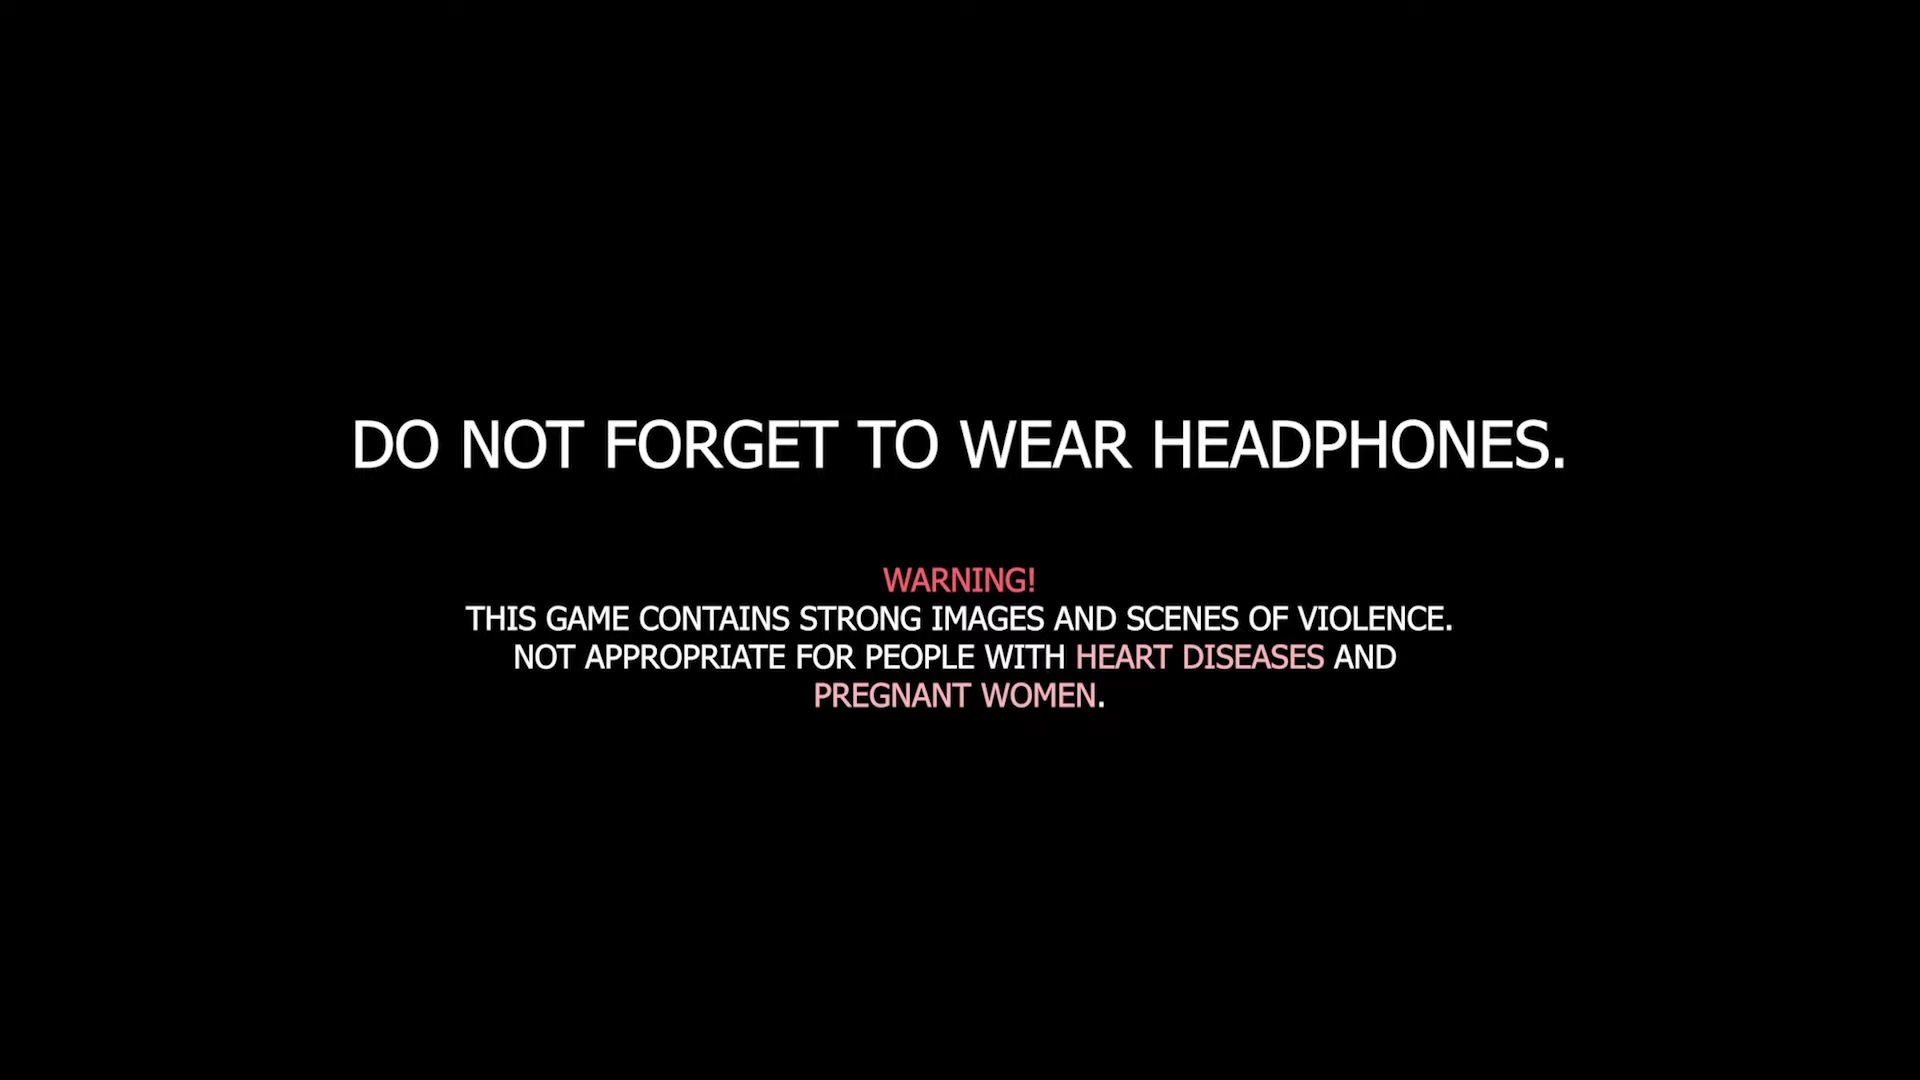 DO NOT FORGET TO WEAR HEADPHONES.
WARNING!
THIS GAME CONTAINS STRONG IMAGES AND SCENES OF VIOLENCE.
NOT APPROPRIATE FOR PEOPLE WITH HEART DISEASES AND
PREGNANT WOMEN.